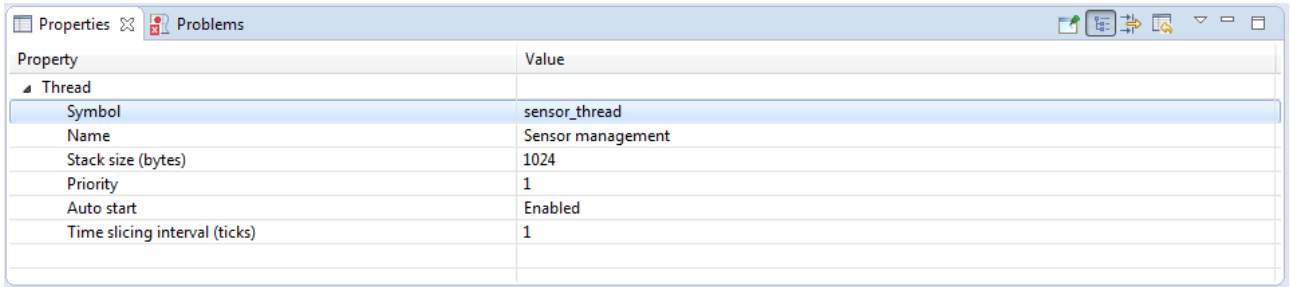 Properties Problems
Property Value
Thread
Symbol sensor_thread
Name Sensor management
Stack size (bytes) 1024
Priority 1
Auto start Enabled
Time slicing interval (ticks) 1